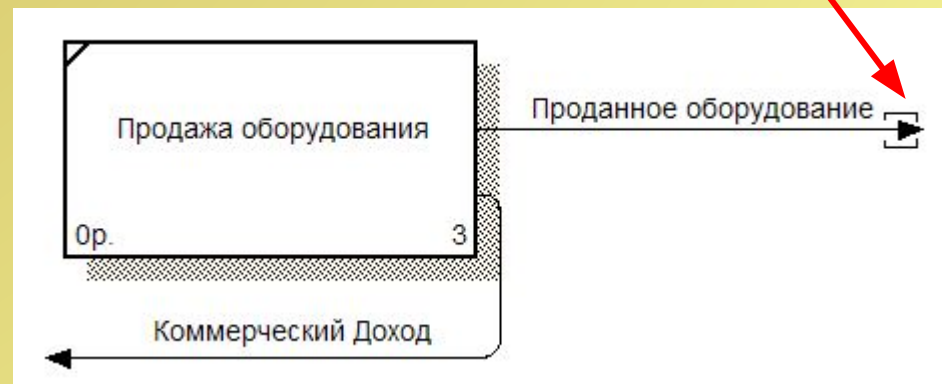 Проданное оборудование
Продажа оборудования
0р.
3
Коммерческий Доход